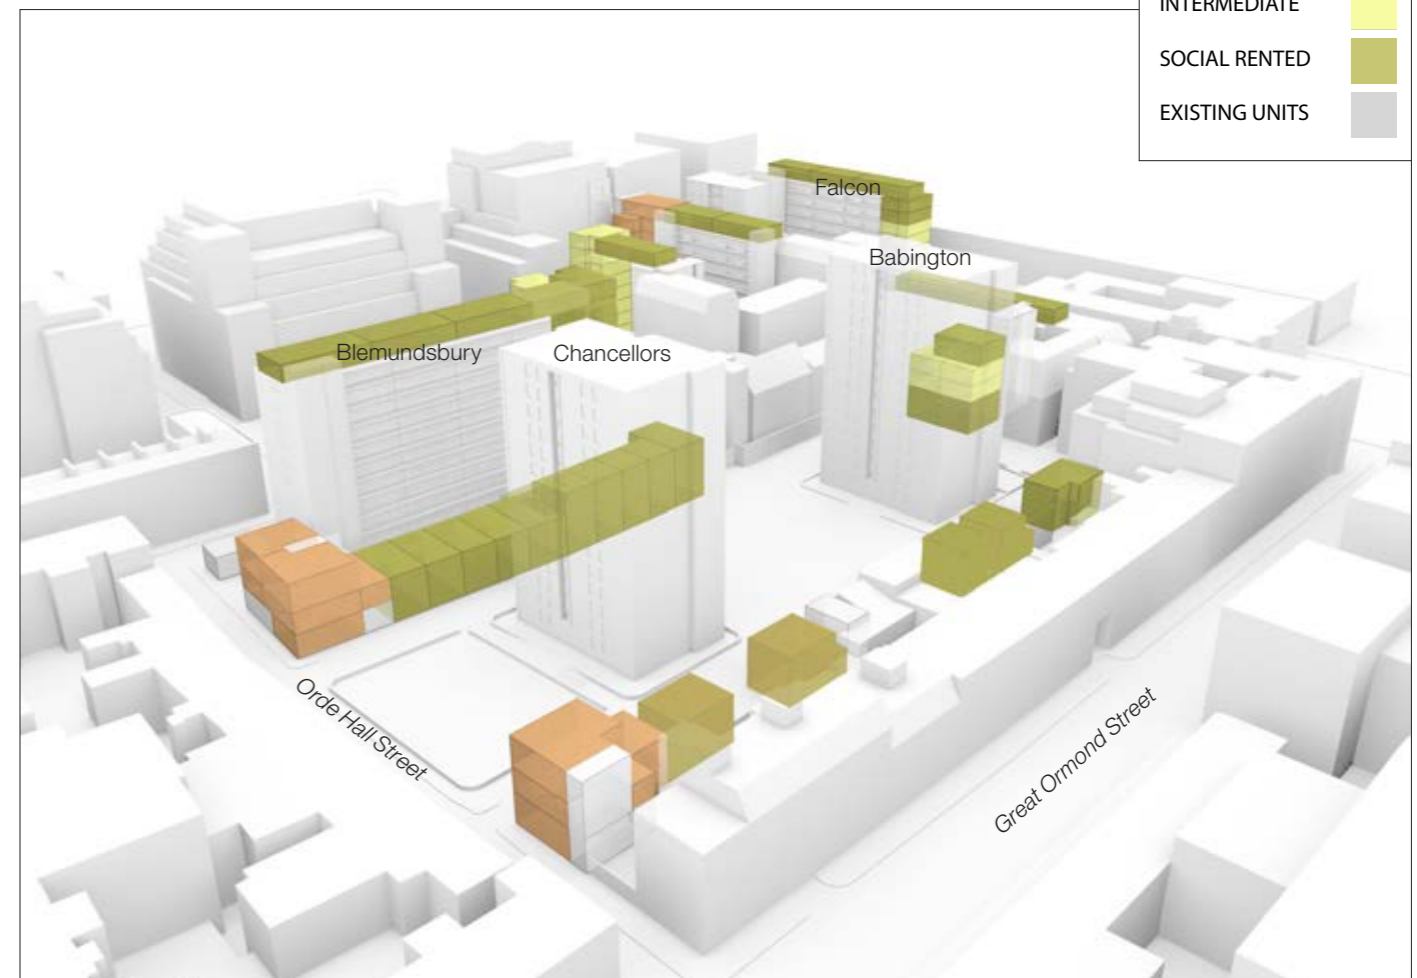 INTERMEDIATE
SOCIAL RENTED
EXISTING UNITS
Falcon
Babington
Blemundsbury
Chancellors
Orde Hall Street
Great Ormond Street